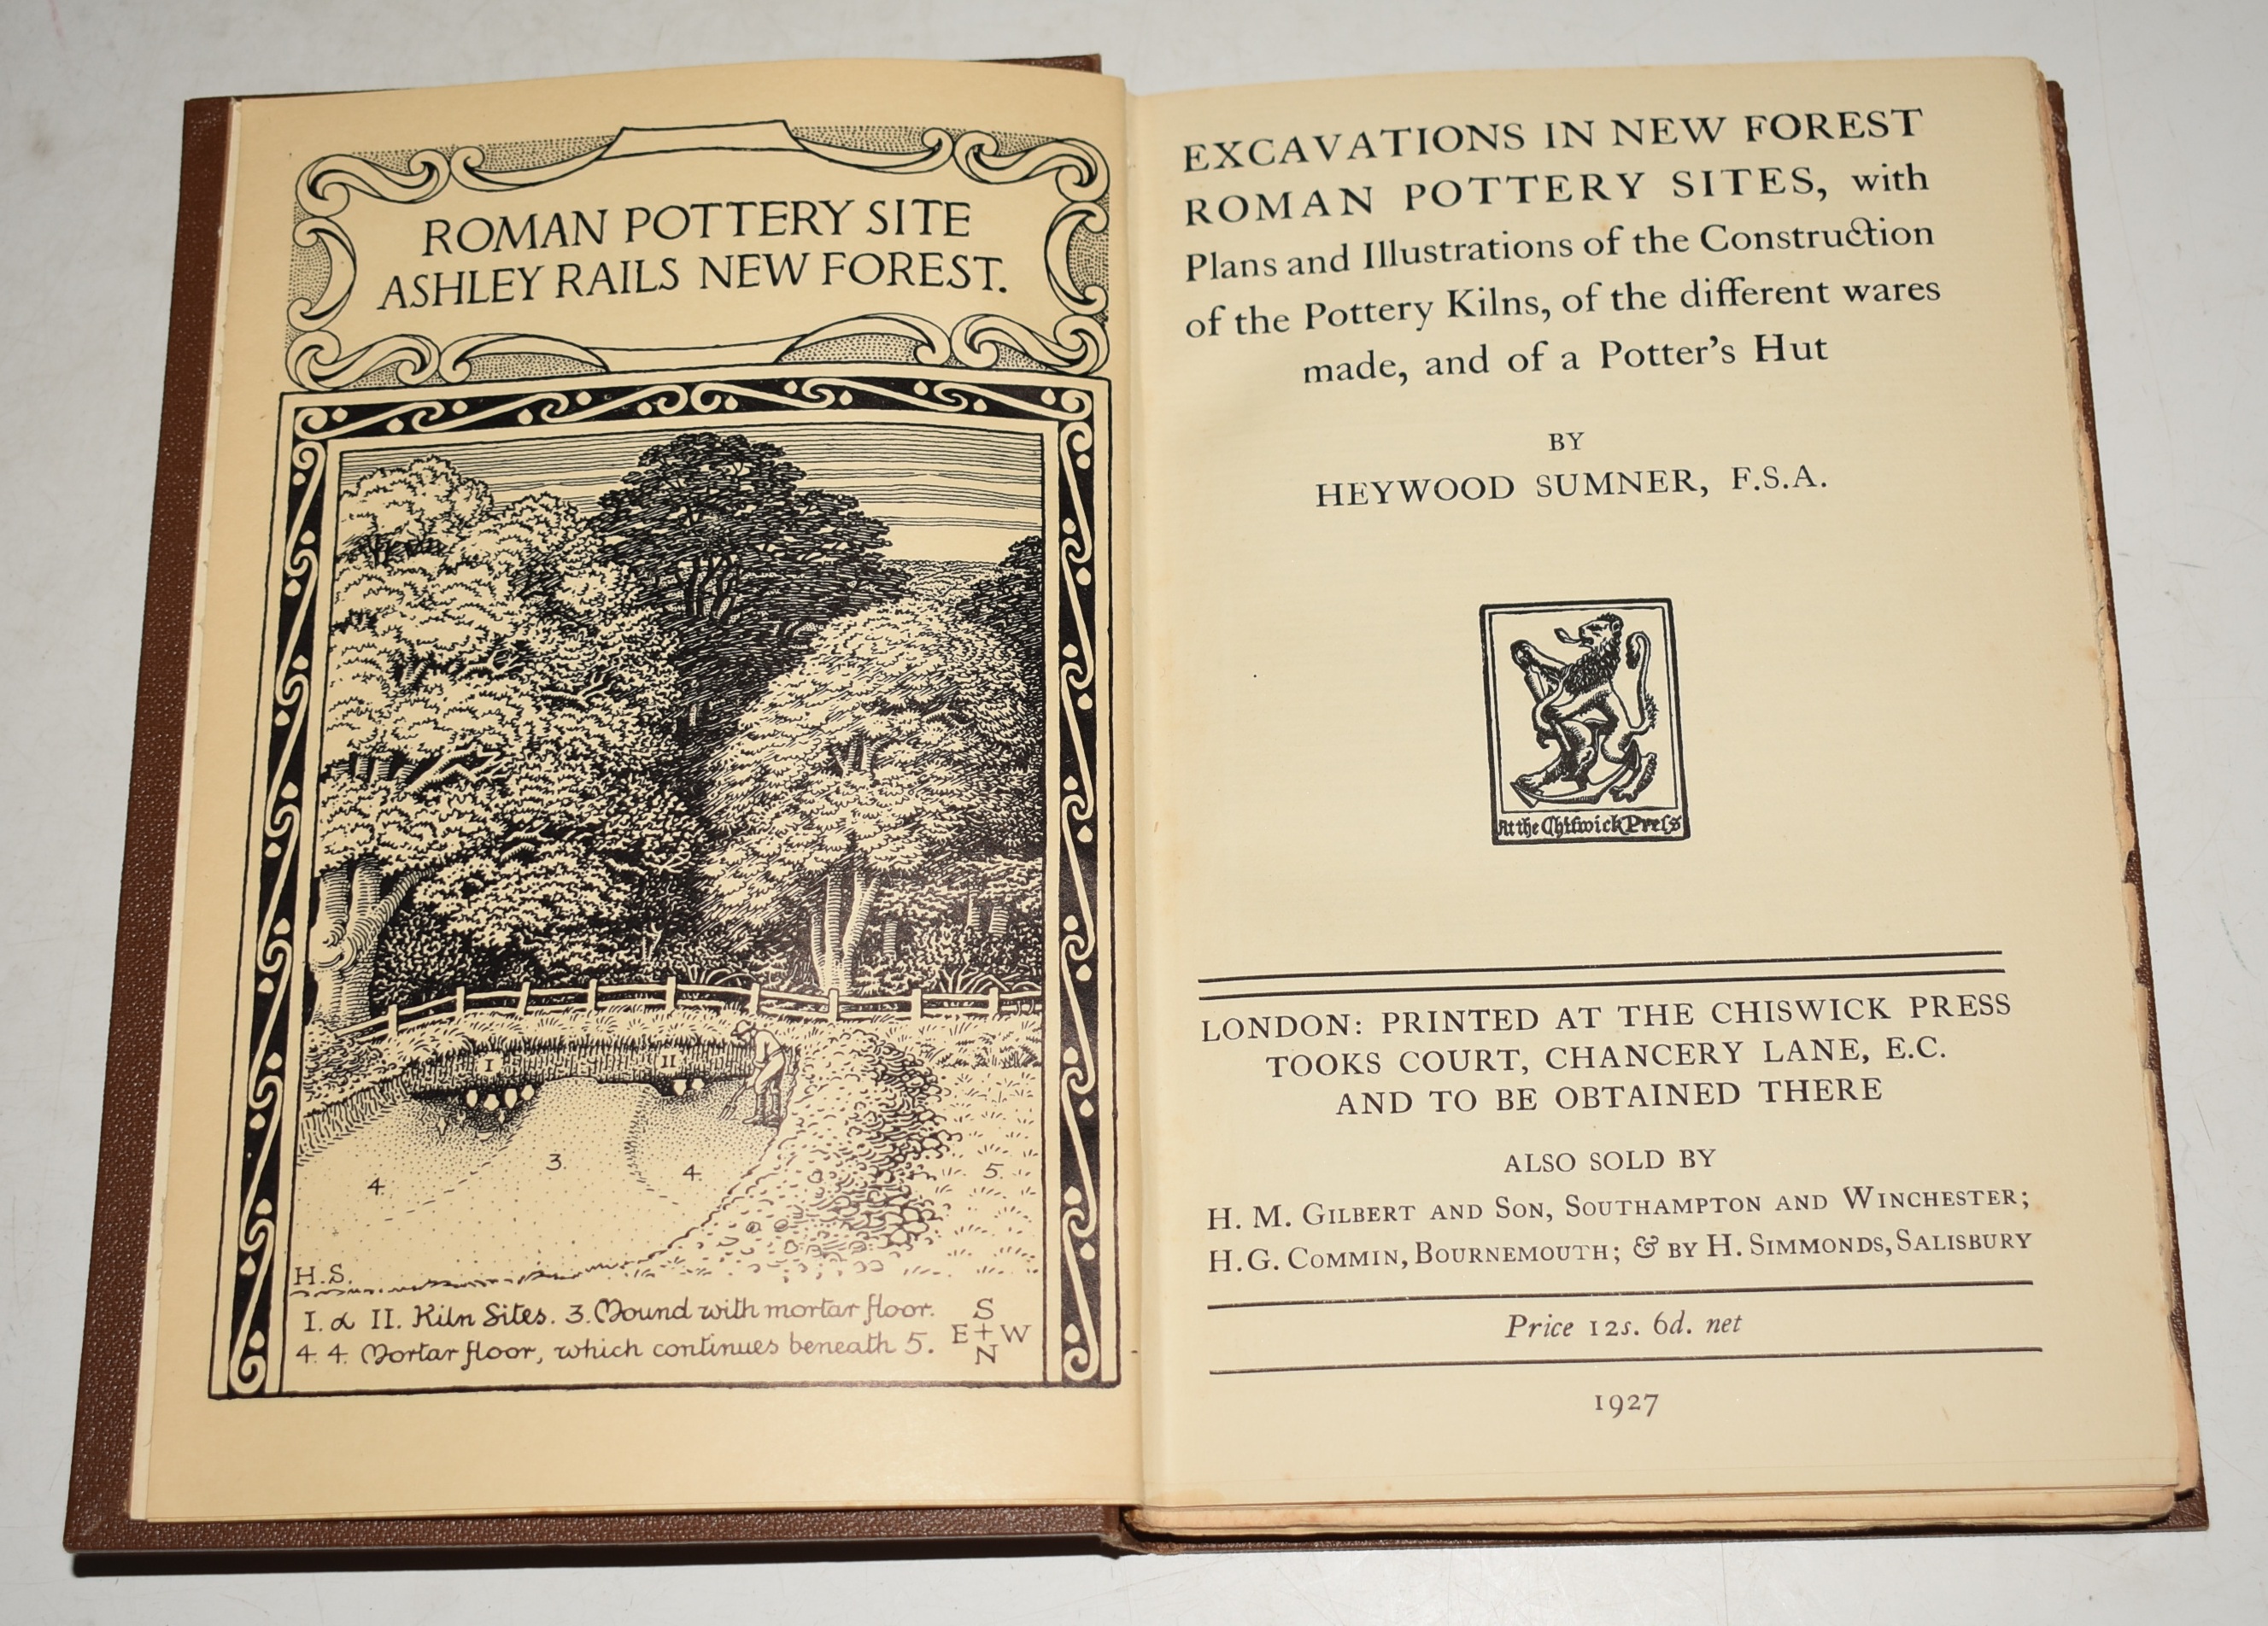 ROMAN POTTERY SITE
ASHLEY RAILS NEW FOREST.
I
II
3.
4.
4.
5.
H.S.
I. & II. Kiln Sites. 3. Mound with mortar floor.
4. 4. Mortar floor, which continues beneath 5.
S
E + W
N
EXCAVATIONS IN NEW FOREST
ROMAN POTTERY SITES, with
Plans and Illustrations of the Construction
of the Pottery Kilns, of the different wares
made, and of a Potter's Hut
BY
HEYWOOD SUMNER, F.S.A.
At the Chiswick Press
LONDON: PRINTED AT THE CHISWICK PRESS
TOOKS COURT, CHANCERY LANE, E.C.
AND TO BE OBTAINED THERE
ALSO SOLD BY
H. M. GILBERT AND SON, SOUTHAMPTON AND WINCHESTER;
H. G. COMMIN, BOURNEMOUTH; & BY H. SIMMONDS, SALISBURY
Price 12s. 6d. net
1927